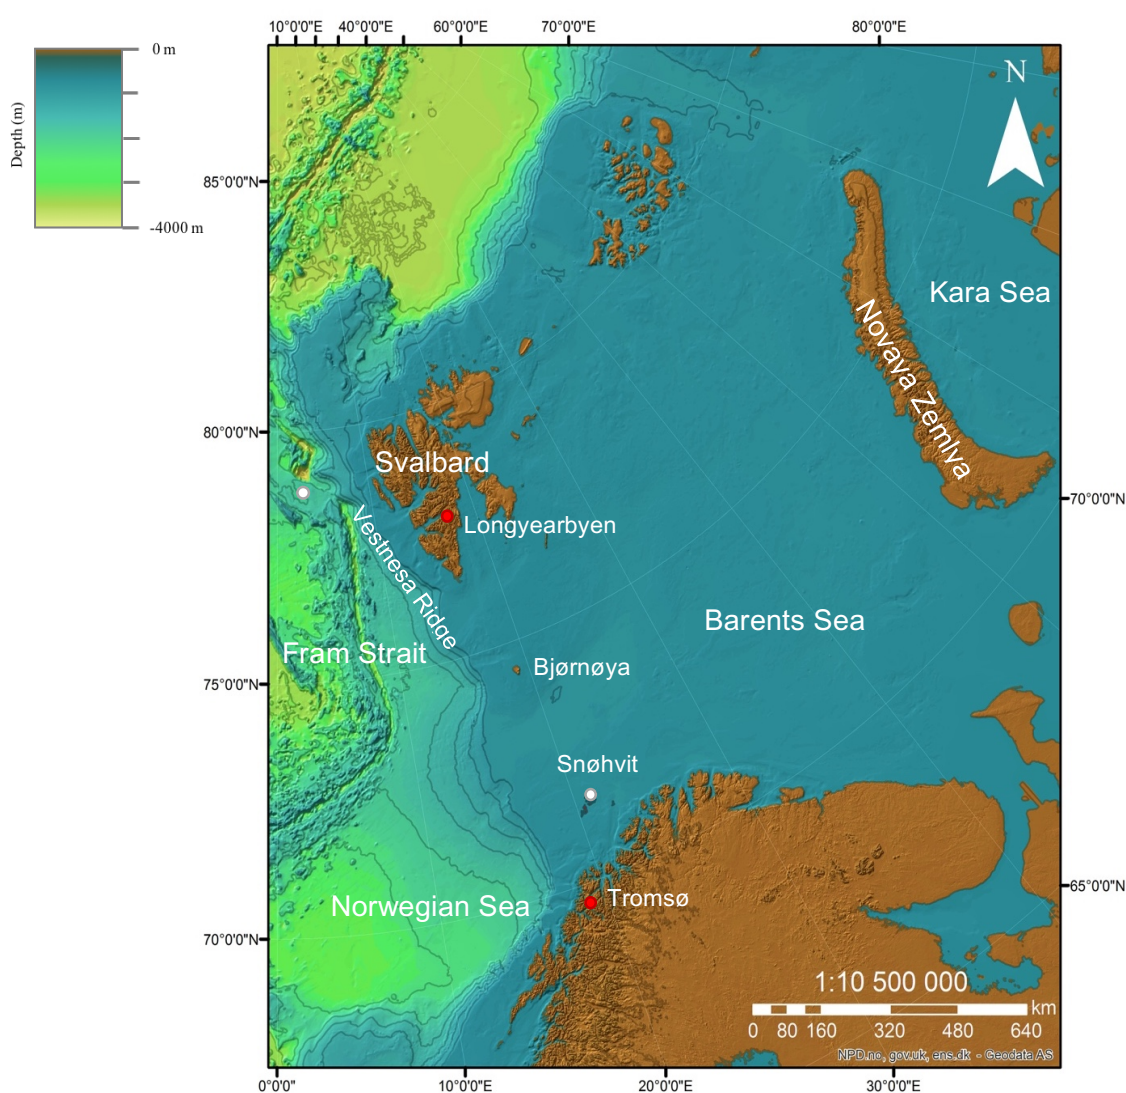 10°0'0"E 40°0'0"E 60°0'0"E 70°0'0"E 80°0'0"E
0 m
Depth (m)
-4000 m
N
85°0'0"N
Kara Sea
Novaya Zemlya
80°0'0"N
Svalbard
70°0'0"N
Longyearbyen
Vestnesa Ridge
Barents Sea
Fram Strait
Bjørnøya
75°0'0"N
Snøhvit
65°0'0"N
Tromsø
Norwegian Sea
70°0'0"N
1:10 500 000
km
0 80 160 320 480 640
NPD.no, gov.uk, ens.dk - Geodata AS
0°0'0" 10°0'0"E 20°0'0"E 30°0'0"E